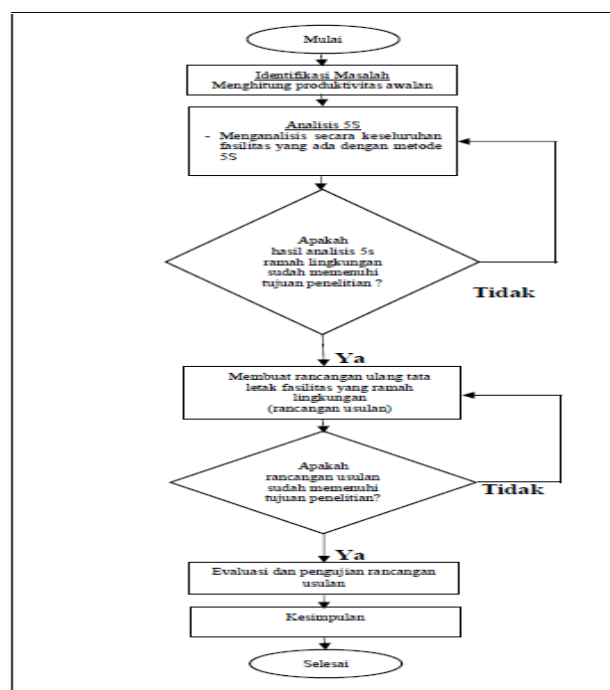 Mulai
Identifikasi Masalah
Menghitung produktivitas awalan
Analisis 5S
- Menganalisis secara keseluruhan
fasilitas yang ada dengan metode
5S
Apakah
hasil analisis 5s
ramah lingkungan
sudah memenuhi
tujuan penelitian ?
Tidak
Ya
Membuat rancangan ulang tata
letak fasilitas yang ramah
lingkungan
(rancangan usulan)
Apakah
rancangan usulan
sudah memenuhi
tujuan penelitian?
Tidak
Ya
Evaluasi dan pengujian rancangan
usulan
Kesimpulan
Selesai